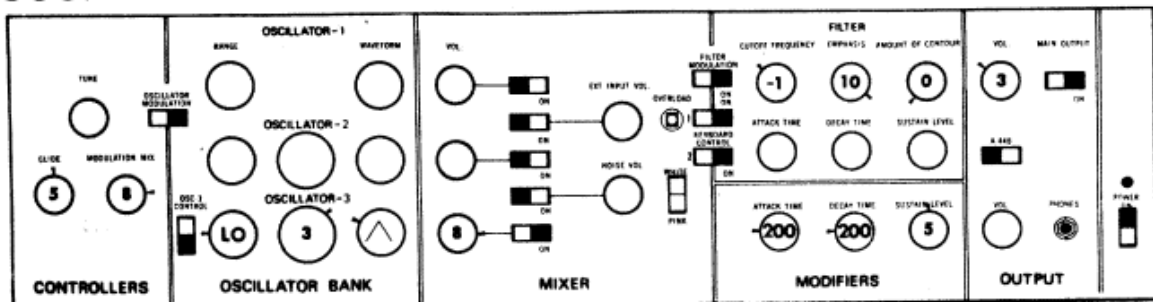 OSCILLATOR-1
RANGE
WAVEFORM
TUNE
OSCILLATOR MODULATION
OSCILLATOR-2
GLIDE
MODULATION MIX
5
8
OSC 3 CONTROL
OSCILLATOR-3
LO
3
CONTROLLERS
OSCILLATOR BANK
VOL.
ON
EXT INPUT VOL.
OVERLOAD
ON
ON
NOISE VOL
WHITE
PINK
ON
8
ON
MIXER
FILTER
FILTER MODULATION
ON
ON
1
KEYBOARD CONTROL
2
ON
CUTOFF FREQUENCY
EMPHASIS
AMOUNT OF CONTOUR
-1
10
0
ATTACK TIME
DECAY TIME
SUSTAIN LEVEL
ATTACK TIME
DECAY TIME
SUSTAIN LEVEL
200
200
5
MODIFIERS
VOL.
MAIN OUTPUT
3
ON
A 440
VOL.
PHONES
OUTPUT
POWER
ON